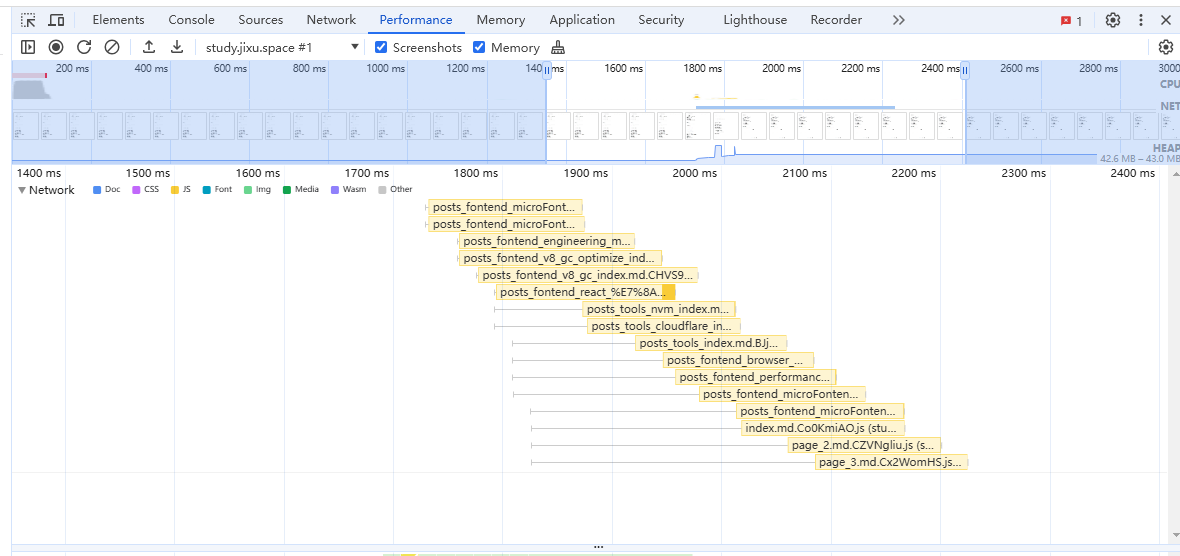 Elements Console Sources Network Performance Memory Application Security Lighthouse Recorder 1
study.jixu.space #1 Screenshots Memory
200 ms 400 ms 600 ms 800 ms 1000 ms 1200 ms 140 ms 1600 ms 1800 ms 2000 ms 2200 ms 2400 ms 2600 ms 2800 ms 3000
CPU
NET
HEAP
42.6 MB – 43.0 MB
1400 ms 1500 ms 1600 ms 1700 ms 1800 ms 1900 ms 2000 ms 2100 ms 2200 ms 2300 ms 2400 ms
Network Doc CSS JS Font Img Media Wasm Other
posts_fontend_microFont...
posts_fontend_microFont...
posts_fontend_engineering_m...
posts_fontend_v8_gc_optimize_ind...
posts_fontend_v8_gc_index.md.CHVS9...
posts_fontend_react_%E7%8A...
posts_tools_nvm_index.m...
posts_tools_cloudflare_in...
posts_tools_index.md.BJj...
posts_fontend_browser_...
posts_fontend_performanc...
posts_fontend_microFonten...
posts_fontend_microFonten...
index.md.Co0KmiAO.js (stu...
page_2.md.CZVNgliu.js (s...
page_3.md.Cx2WomHS.js...